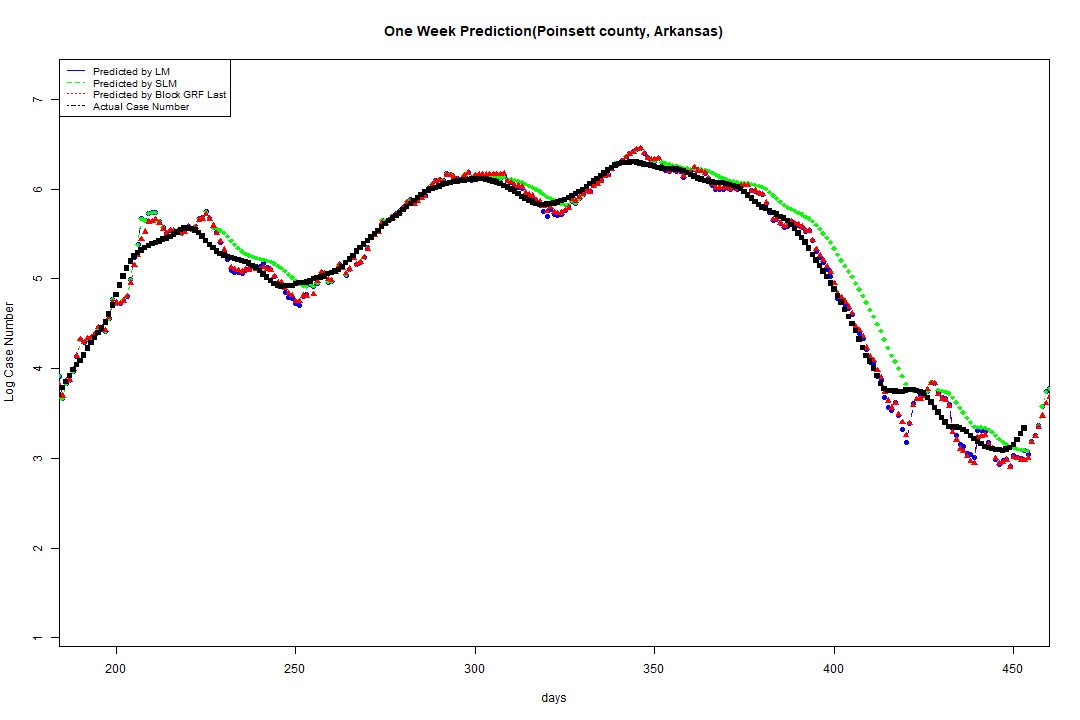 One Week Prediction(Poinsett county, Arkansas)
Predicted by LM
Predicted by SLM
Predicted by Block GRF Last
Actual Case Number
7
6
5
4
3
2
1
Log Case Number
200 250 300 350 400 450
days